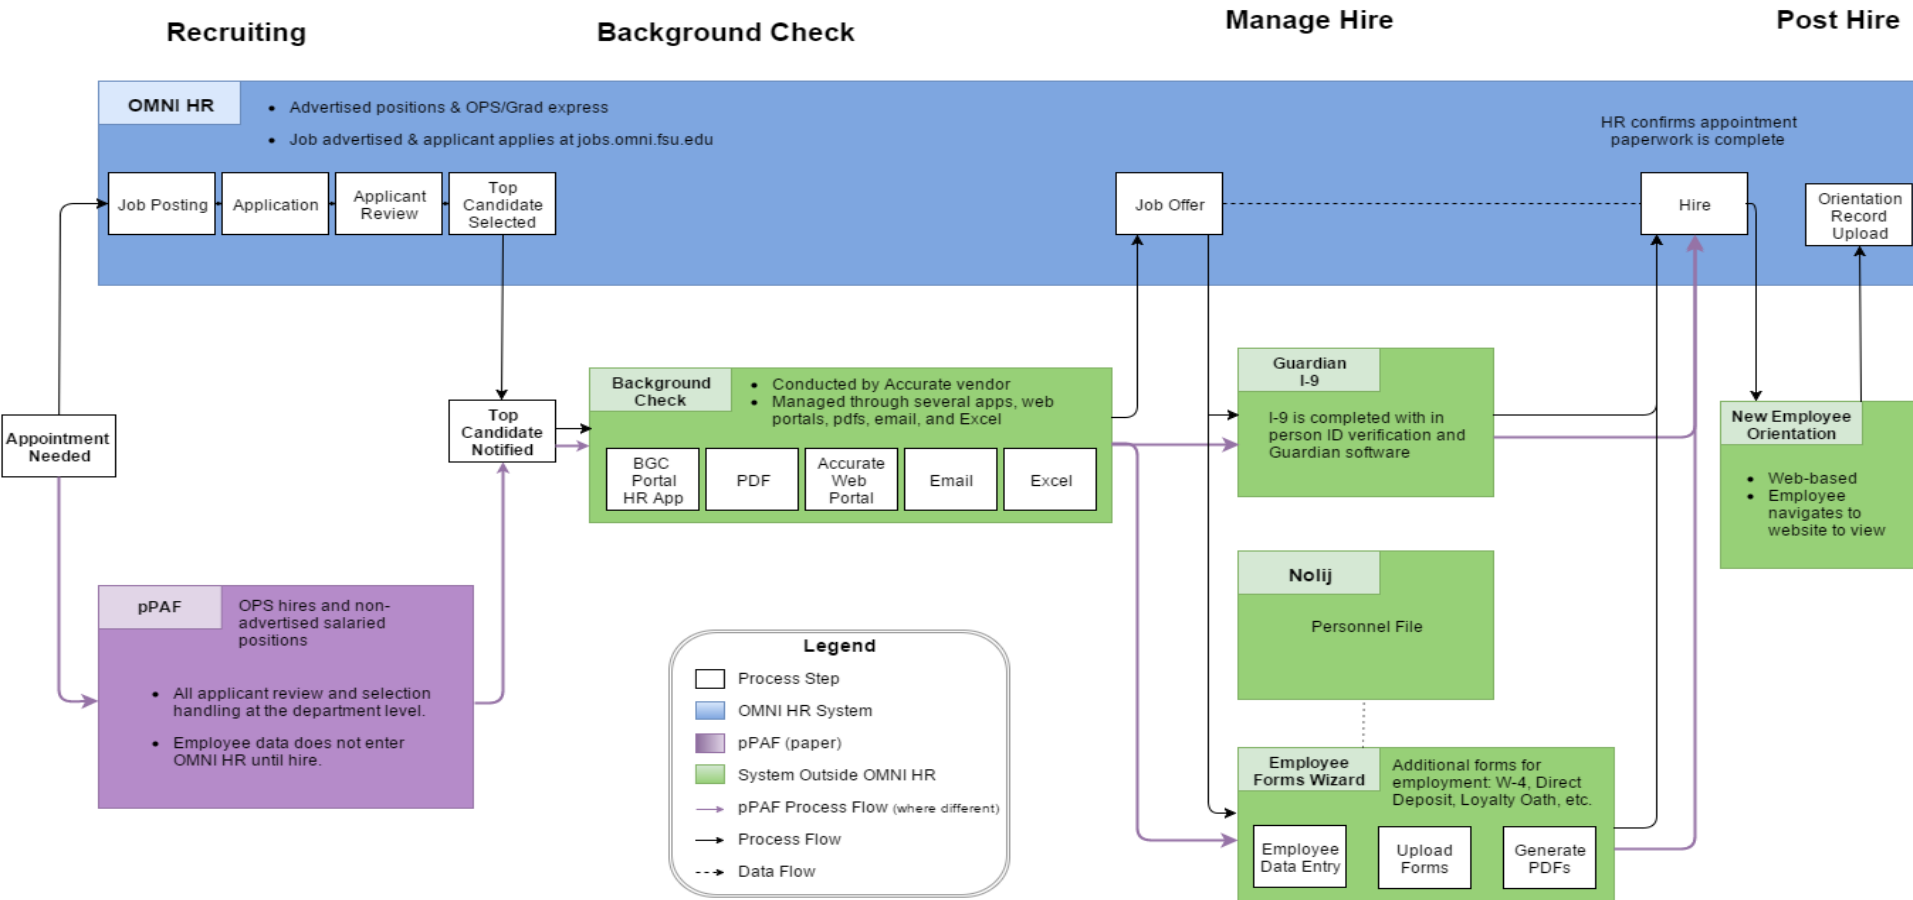 Recruiting
Background Check
Manage Hire
Post Hire
OMNI HR
• Advertised positions & OPS/Grad express
• Job advertised & applicant applies at jobs.omni.fsu.edu
HR confirms appointment
paperwork is complete
Job Posting
Application
Applicant
Review
Top
Candidate
Selected
Job Offer
Hire
Orientation
Record
Upload
Appointment
Needed
Top
Candidate
Notified
Background
Check
• Conducted by Accurate vendor
• Managed through several apps, web
portals, pdfs, email, and Excel
BGC
Portal
HR App
PDF
Accurate
Web
Portal
Email
Excel
Guardian
I-9
I-9 is completed with in
person ID verification and
Guardian software
New Employee
Orientation
• Web-based
• Employee
navigates to
website to view
Nolij
Personnel File
pPAF
OPS hires and non-
advertised salaried
positions
• All applicant review and selection
handling at the department level.
• Employee data does not enter
OMNI HR until hire.
Legend
Process Step
OMNI HR System
pPAF (paper)
System Outside OMNI HR
pPAF Process Flow (where different)
Process Flow
Data Flow
Employee
Forms Wizard
Additional forms for
employment: W-4, Direct
Deposit, Loyalty Oath, etc.
Employee
Data Entry
Upload
Forms
Generate
PDFs